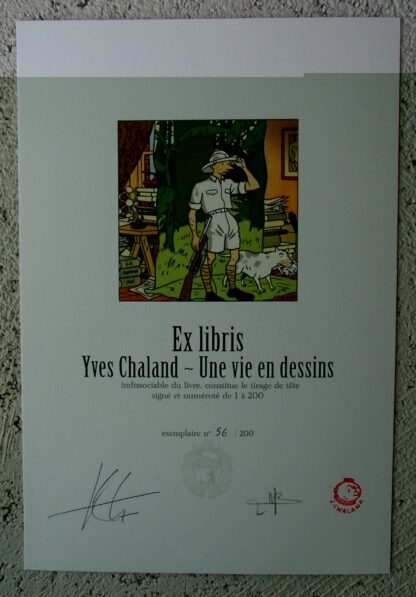 Ex libris
Yves Chaland ~ Une vie en dessins
indissociable du livre, constitue le tirage de tête
signé et numéroté de 1 à 200
exemplaire n° 56 / 200
Y.CHALAND